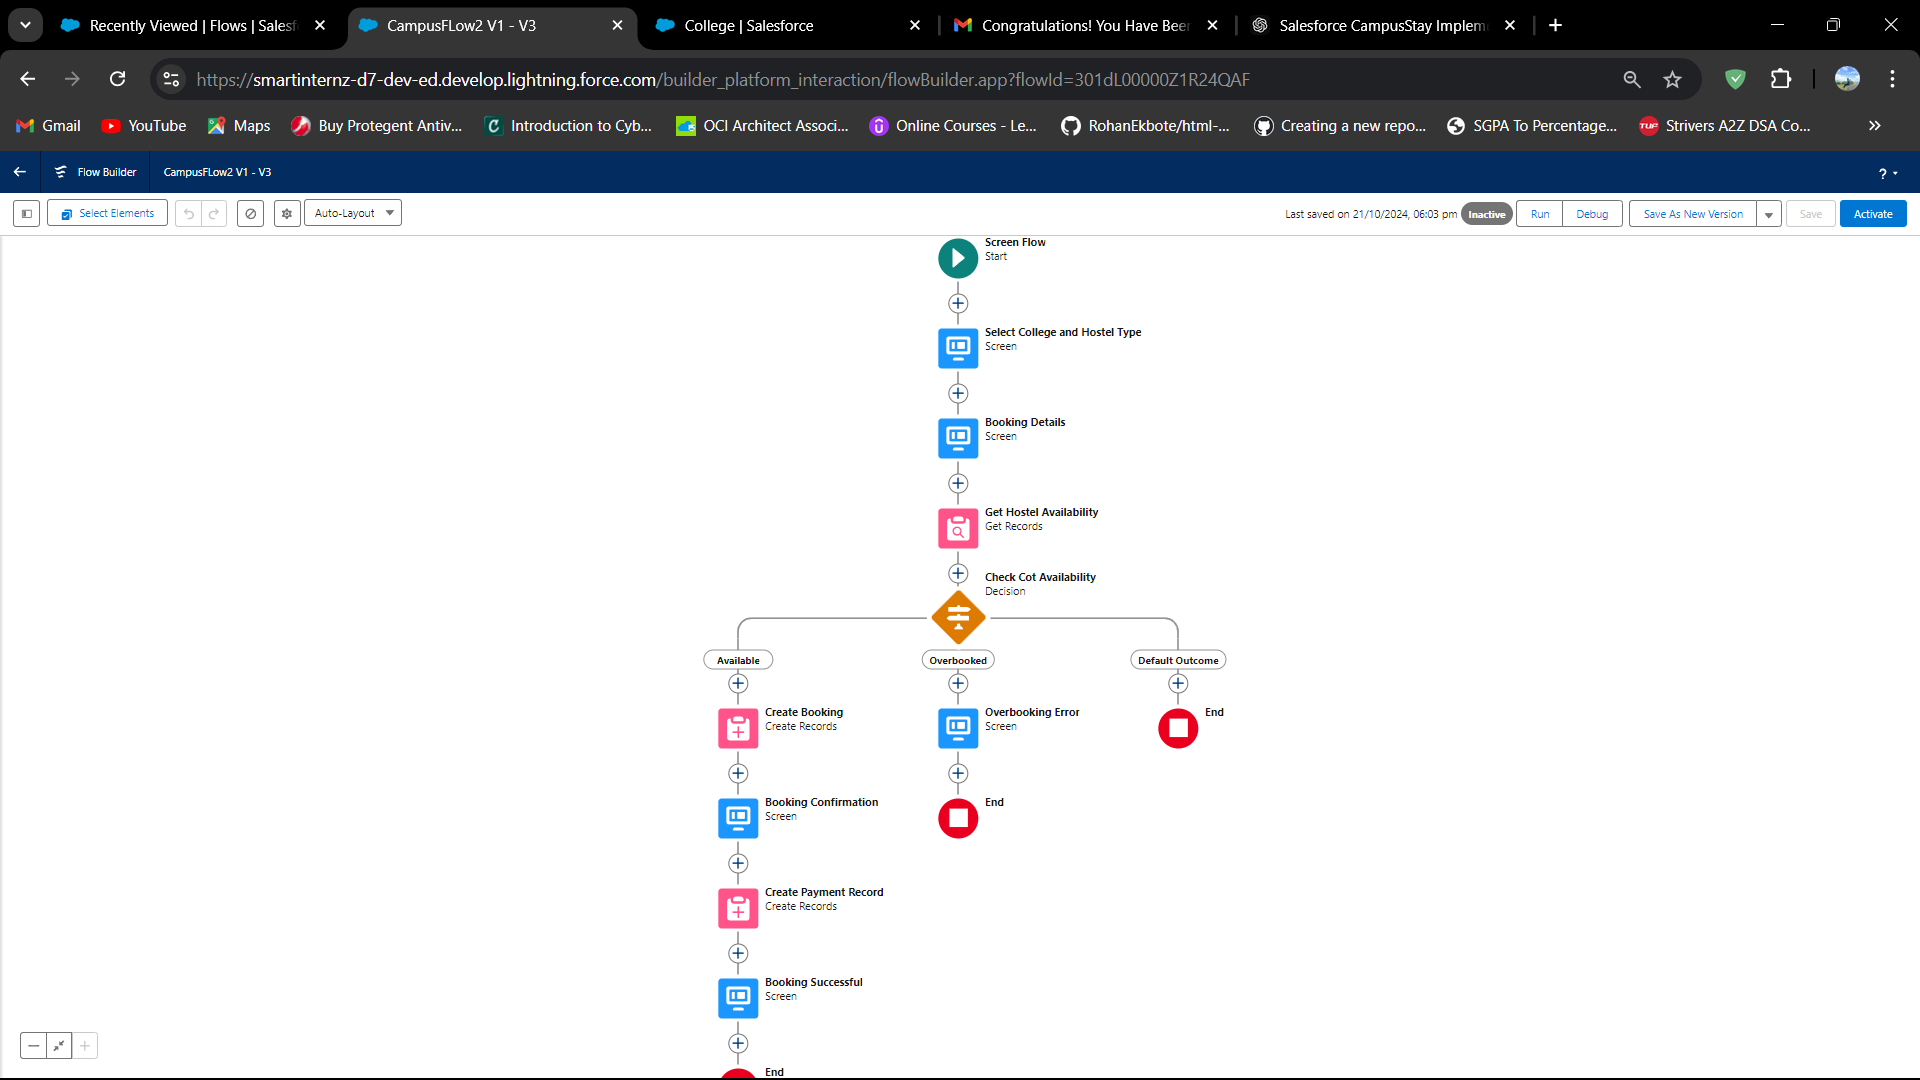 Recently Viewed | Flows | Salesf
CampusFLow2 V1 - V3
College | Salesforce
Congratulations! You Have Beer
Salesforce CampusStay Implem
https://smartinternz-d7-dev-ed.develop.lightning.force.com/builder_platform_interaction/flowBuilder.app?flowId=301dL00000Z1R24QAF
Gmail
YouTube
Maps
Buy Protegent Antiv...
Introduction to Cyb...
OCI Architect Associ...
Online Courses - Le...
RohanEkbote/html-...
Creating a new repo...
SGPA To Percentage...
TUF
Strivers A2Z DSA Co...
Flow Builder
CampusFLow2 V1 - V3
?
Select Elements
Auto-Layout
Last saved on 21/10/2024, 06:03 pm
Inactive
Run
Debug
Save As New Version
Save
Activate
Screen Flow
Start
Select College and Hostel Type
Screen
Booking Details
Screen
Get Hostel Availability
Get Records
Check Cot Availability
Decision
Available
Overbooked
Default Outcome
Create Booking
Create Records
Overbooking Error
Screen
End
Booking Confirmation
Screen
End
Create Payment Record
Create Records
Booking Successful
Screen
End